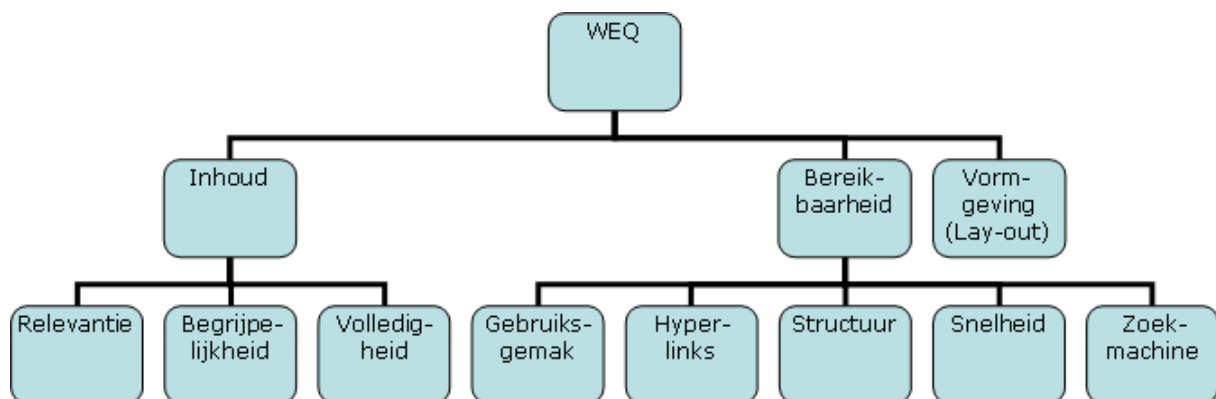 WEQ
Inhoud
Bereik-
baarheid
Vorm-
geving
(Lay-out)
Relevantie
Begrijpe-
lijkheid
Volledig-
heid
Gebruiks-
gemak
Hyper-
links
Structuur
Snelheid
Zoek-
machine